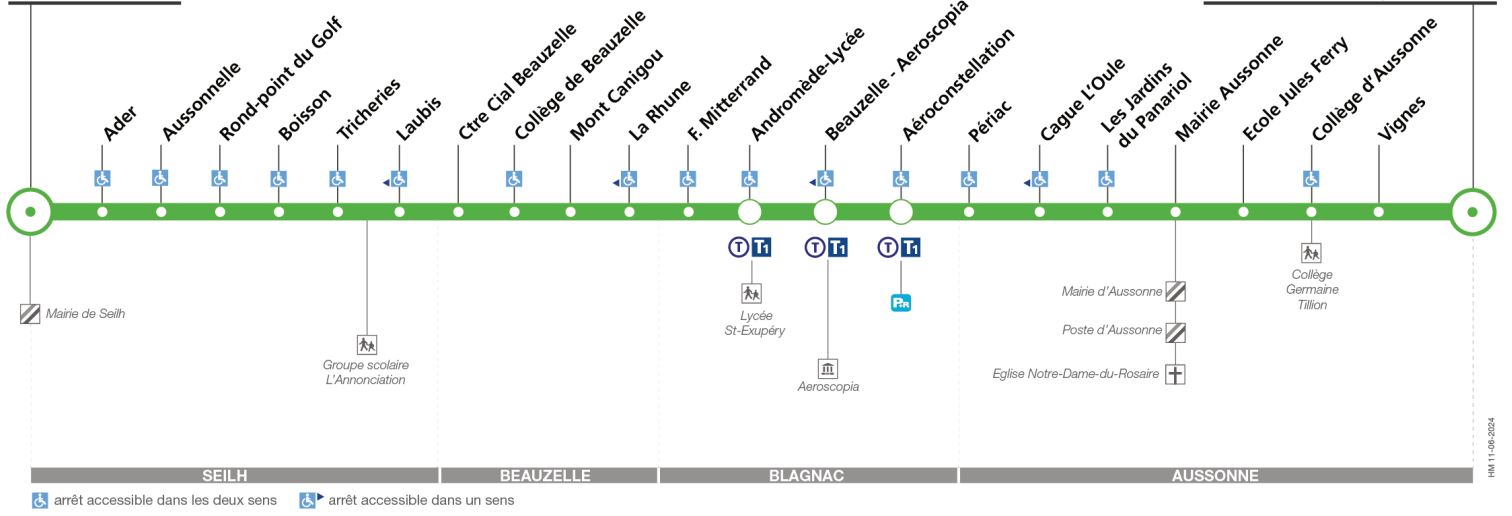 Ader
Aussonnelle
Rond-point du Golf
Boisson
Tricheries
Laubis
Ctre Cial Beauzelle
Collège de Beauzelle
Mont Canigou
La Rhune
F. Mitterrand
Andromède-Lycée
Beauzelle - Aeroscopia
Aéroconstellation
Périac
Cague L'Oule
Les Jardins
du Panariol
Mairie Aussonne
Ecole Jules Ferry
Collège d'Aussonne
Vignes
T T1
T T1
T T1
P+R
Mairie de Seilh
Groupe scolaire
L'Annonciation
Lycée
St-Exupéry
Aeroscopia
Mairie d'Aussonne
Poste d'Aussonne
Eglise Notre-Dame-du-Rosaire
Collège
Germaine
Tillion
SEILH
BEAUZELLE
BLAGNAC
AUSSONNE
arrêt accessible dans les deux sens
arrêt accessible dans un sens
HM 11-06-2024